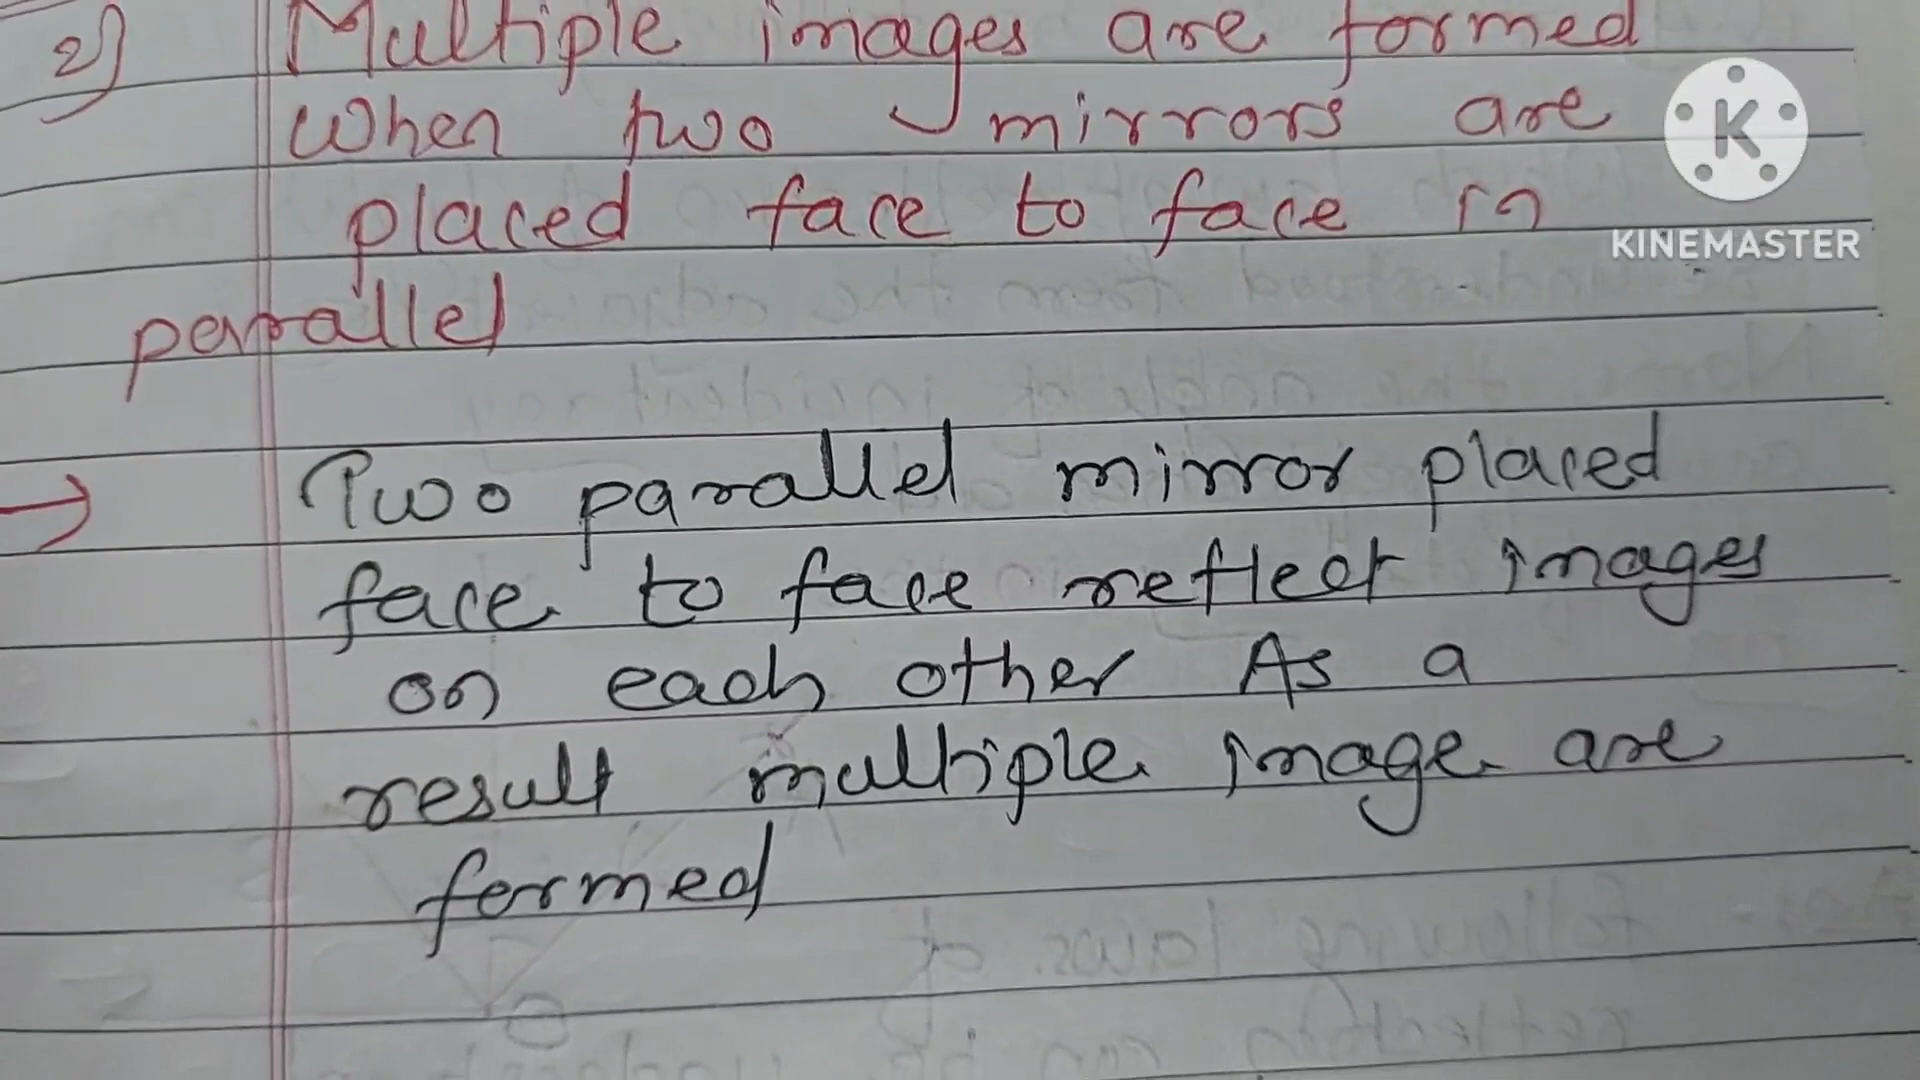 2) Multiple images are formed
When two mirrors are
placed face to face in
parallel
→ Two parallel mirror placed
face to face reflect images
on each other As a
result multiple image are
formed
K
KINEMASTER